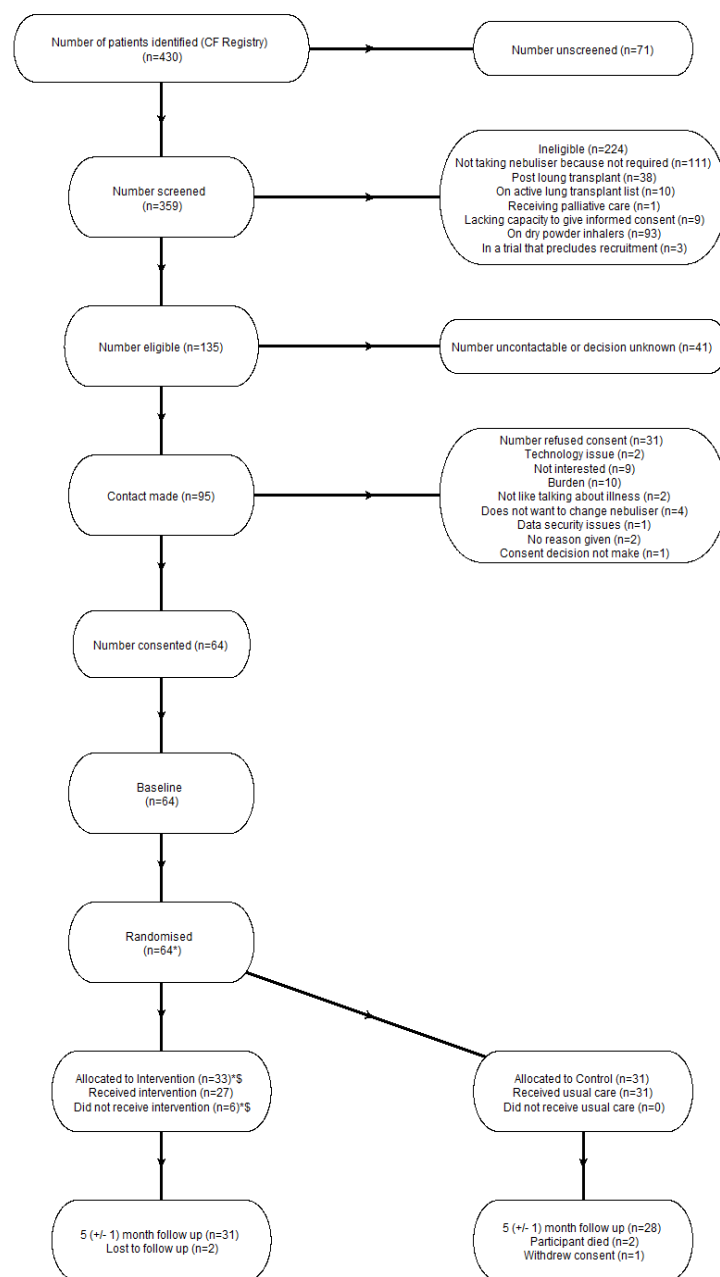 Number of patients identified (CF Registry)
(n=430)
Number unscreened (n=71)
Number screened
(n=359)
Ineligible (n=224)
Not taking nebuliser because not required (n=111)
Post loung transplant (n=38)
On active lung transplant list (n=10)
Receiving palliative care (n=1)
Lacking capacity to give informed consent (n=9)
On dry powder inhalers (n=93)
In a trial that precludes recruitment (n=3)
Number eligible (n=135)
Number uncontactable or decision unknown (n=41)
Contact made (n=95)
Number refused consent (n=31)
Technology issue (n=2)
Not interested (n=9)
Burden (n=10)
Not like talking about illness (n=2)
Does not want to change nebuliser (n=4)
Data security issues (n=1)
No reason given (n=2)
Consent decision not make (n=1)
Number consented (n=64)
Baseline
(n=64)
Randomised
(n=64*)
Allocated to Intervention (n=33)*$
Received intervention (n=27)
Did not receive intervention (n=6)*$
Allocated to Control (n=31)
Received usual care (n=31)
Did not receive usual care (n=0)
5 (+/- 1) month follow up (n=31)
Lost to follow up (n=2)
5 (+/- 1) month follow up (n=28)
Participant died (n=2)
Withdrew consent (n=1)